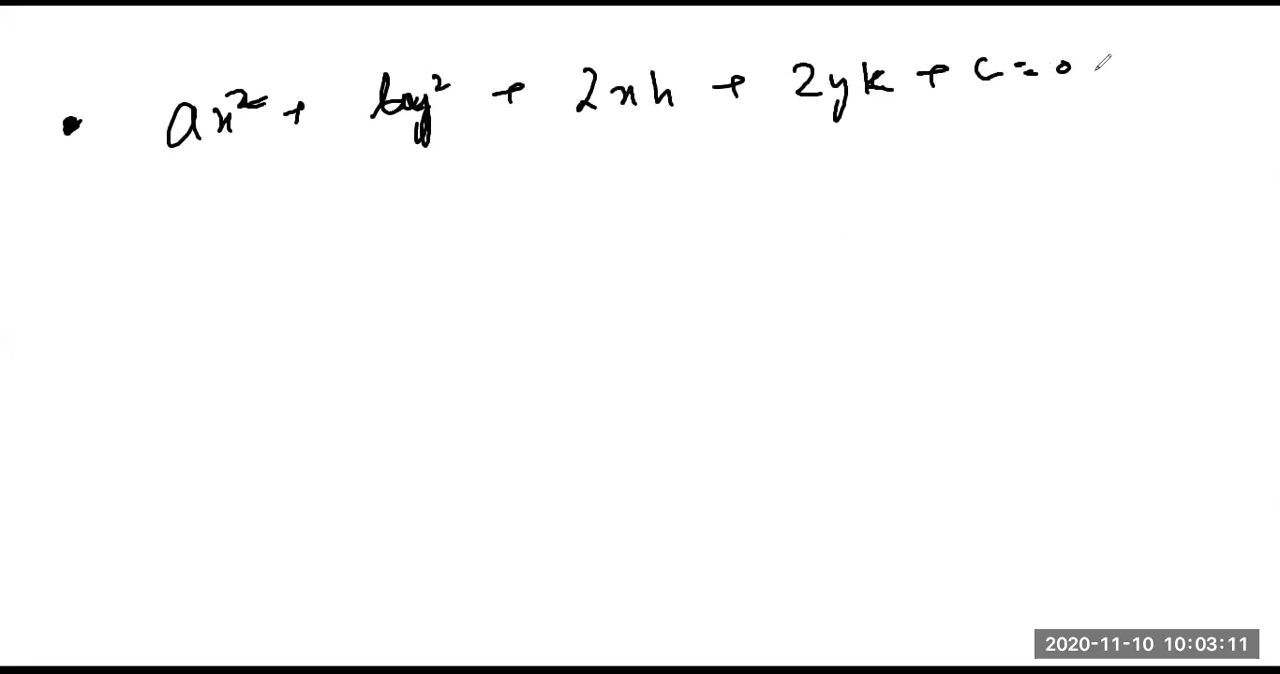 • ax² + by² + 2xh + 2yk + c = 0
2020-11-10 10:03:11